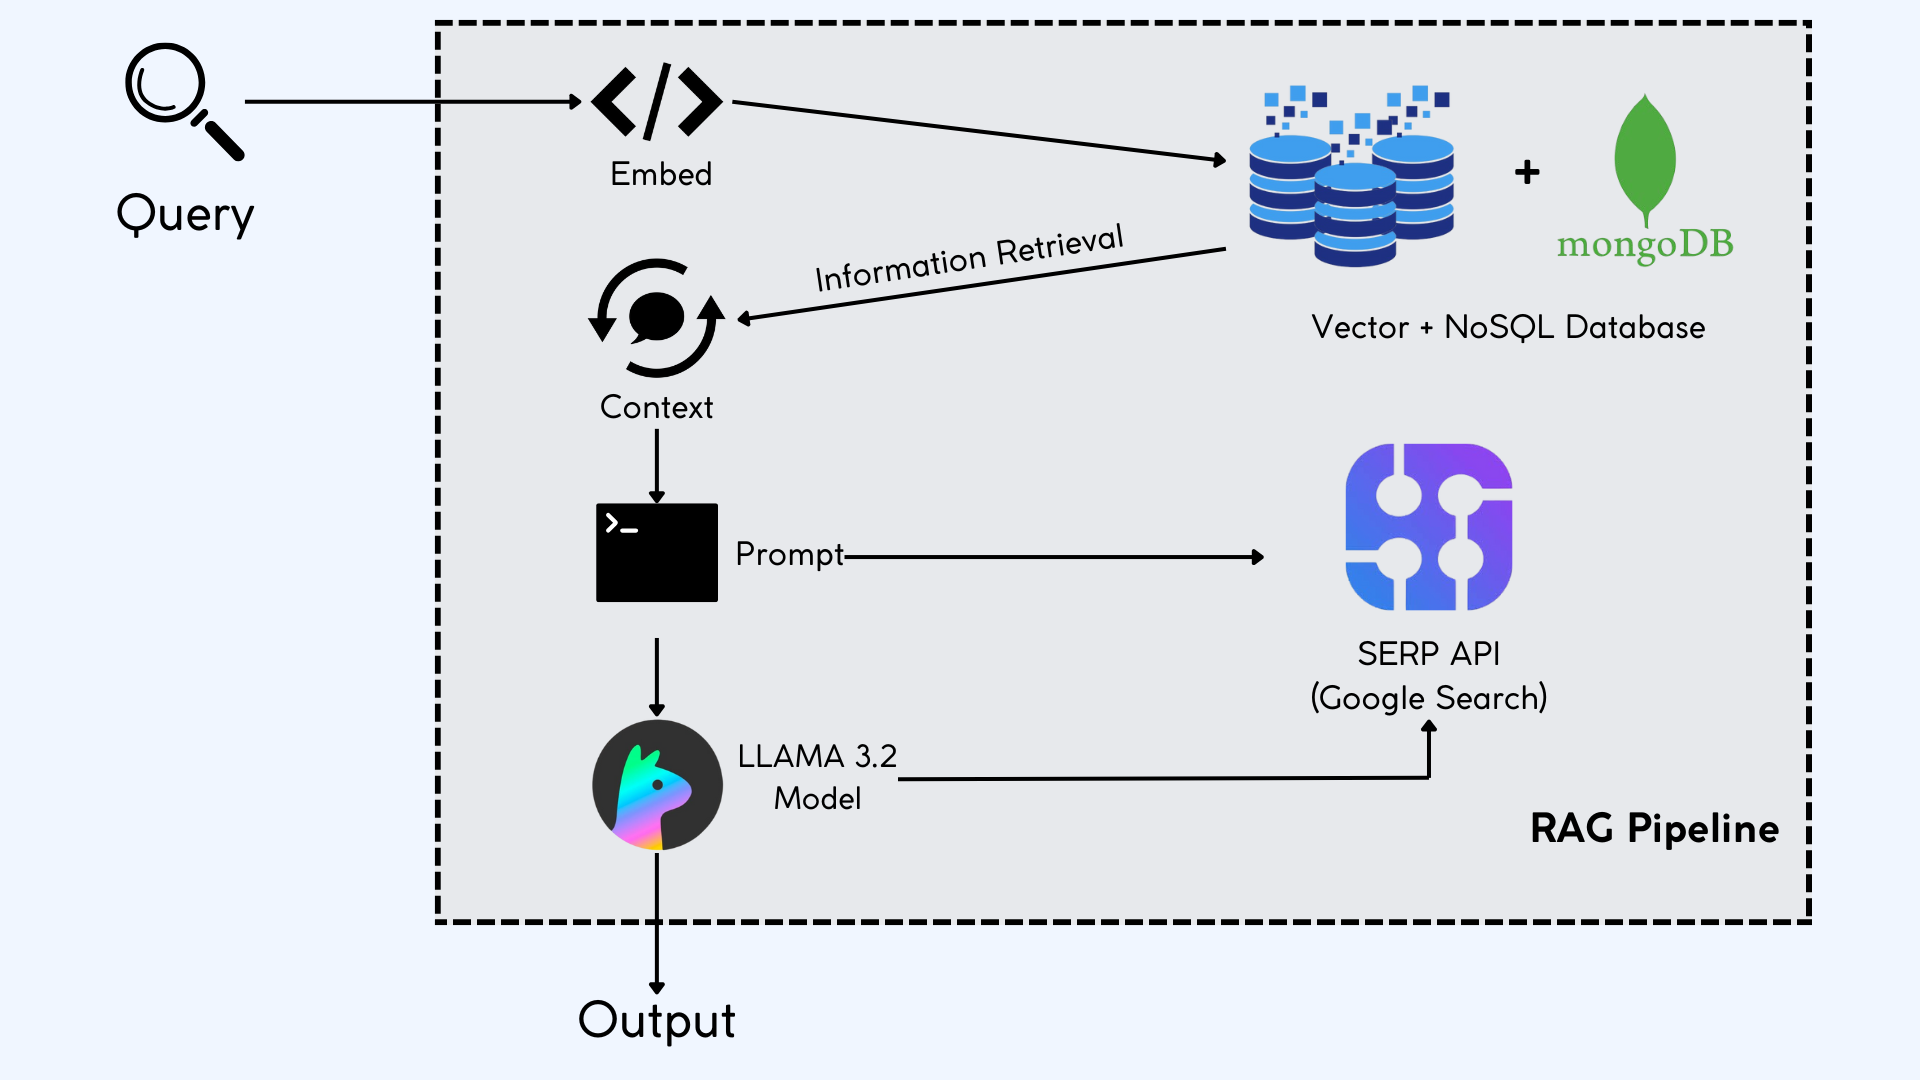 Query
Embed
mongoDB
Information Retrieval
Vector + NoSQL Database
Context
>_
Prompt
SERP API
(Google Search)
LLAMA 3.2
Model
RAG Pipeline
Output